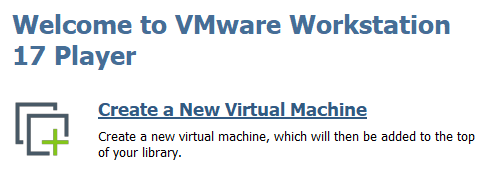 Welcome to VMware Workstation
17 Player
Create a New Virtual Machine
Create a new virtual machine, which will then be added to the top
of your library.